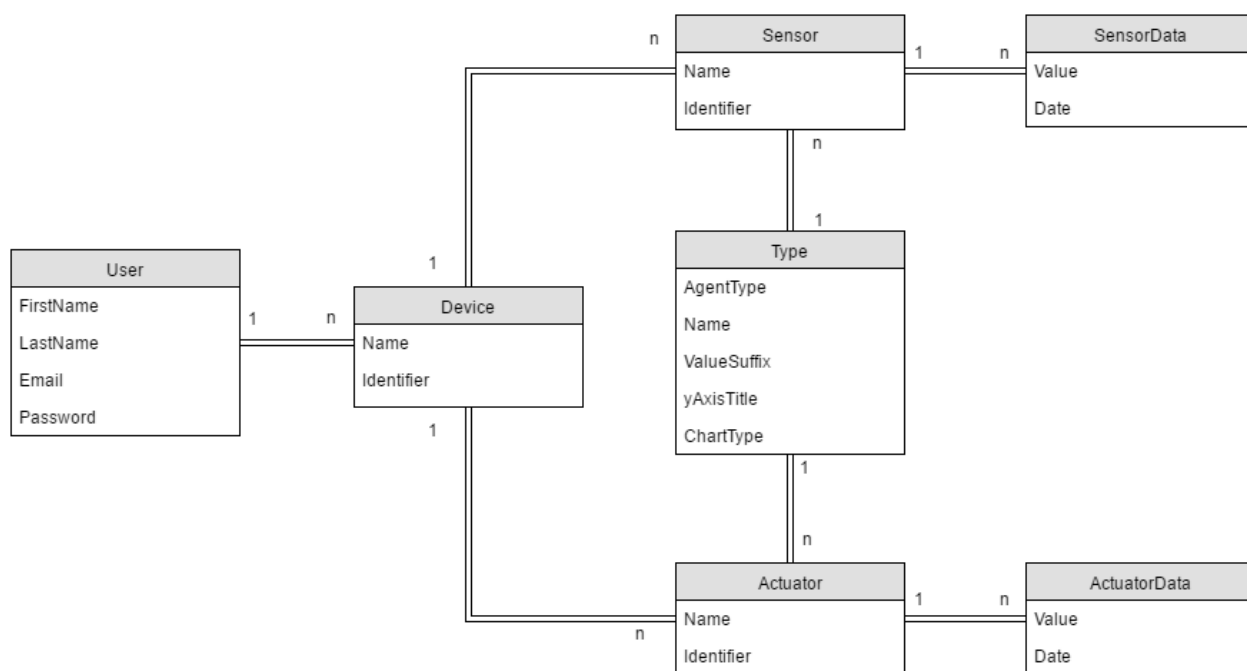 n
Sensor
Name
Identifier
1
n
SensorData
Value
Date
n
1
User
FirstName
LastName
Email
Password
1
n
1
Device
Name
Identifier
1
Type
AgentType
Name
ValueSuffix
yAxisTitle
ChartType
1
n
n
Actuator
Name
Identifier
1
n
ActuatorData
Value
Date